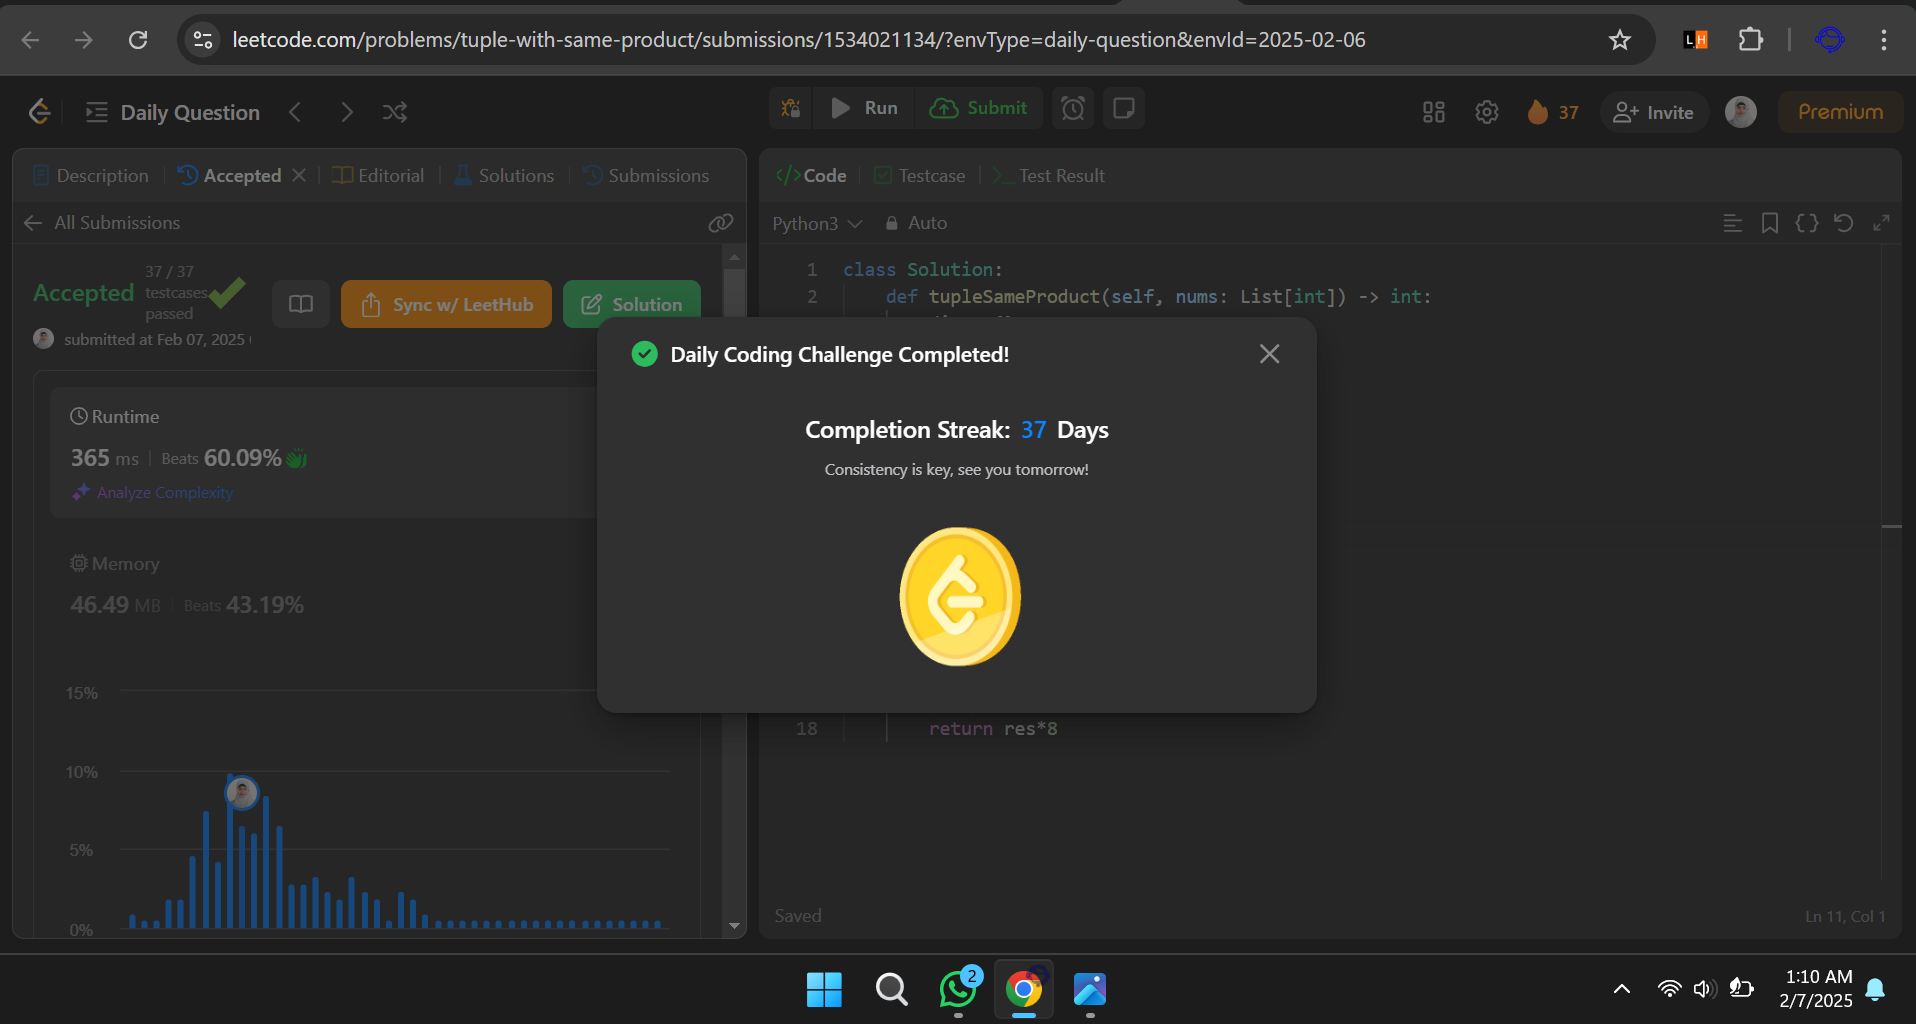 leetcode.com/problems/tuple-with-same-product/submissions/1534021134/?envType=daily-question&envId=2025-02-06
LH
Daily Question
Run
Submit
37
Invite
Premium
Description
Accepted
Editorial
Solutions
Submissions
</>Code
Testcase
Test Result
All Submissions
Python3
Auto
Accepted
37 / 37
testcases
passed
Sync w/ LeetHub
Solution
submitted at Feb 07, 2025
1 class Solution:
2 def tupleSameProduct(self, nums: List[int]) -> int:
Daily Coding Challenge Completed!
Completion Streak: 37 Days
Consistency is key, see you tomorrow!
Runtime
365 ms | Beats 60.09%
Analyze Complexity
Memory
46.49 MB | Beats 43.19%
15%
10%
5%
0%
18 return res*8
Saved
Ln 11, Col 1
2
1:10 AM
2/7/2025